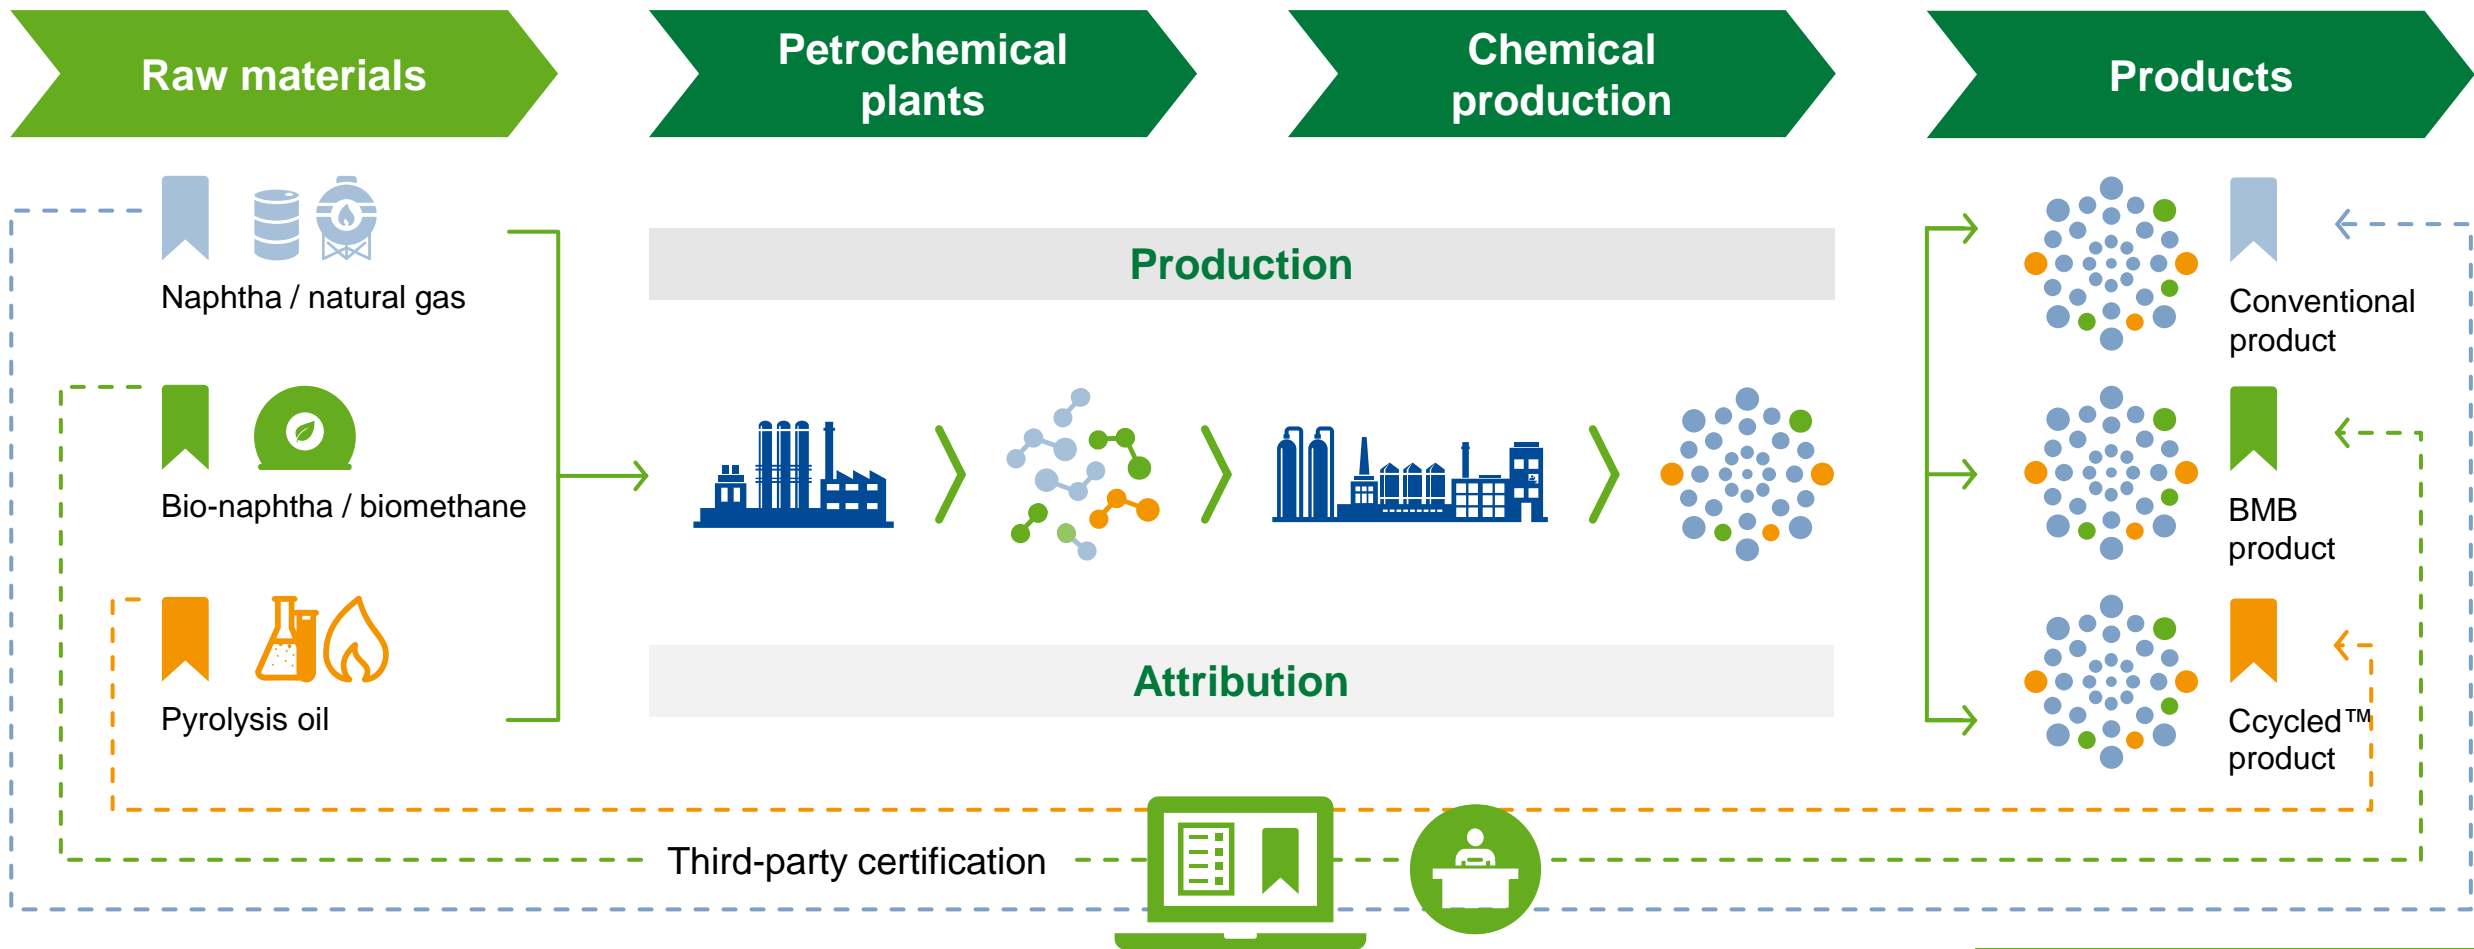 Raw materials
Petrochemical
plants
Chemical
production
Products
Naphtha / natural gas
Production
Conventional
product
Bio-naphtha / biomethane
BMB
product
Attribution
Pyrolysis oil
Ccycled™
product
Third-party certification